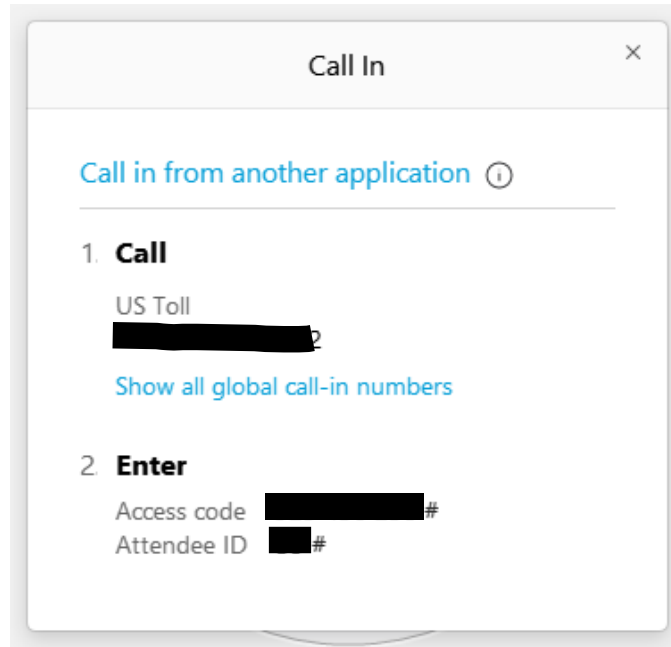 Call In
Call in from another application
1. Call
US Toll
2
Show all global call-in numbers
2. Enter
Access code #
Attendee ID #